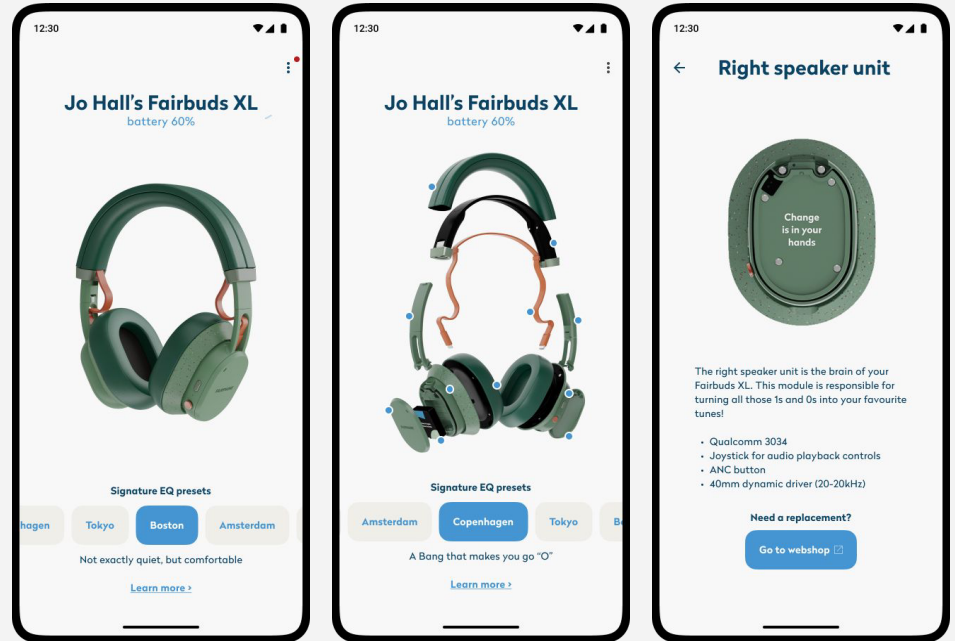 12:30
Jo Hall's Fairbuds XL
battery 60%
Signature EQ presets
hagen
Tokyo
Boston
Amsterdam
Not exactly quiet, but comfortable
Learn more ›
12:30
Jo Hall's Fairbuds XL
battery 60%
Signature EQ presets
Amsterdam
Copenhagen
Tokyo
B
A Bang that makes you go “O”
Learn more ›
12:30
Right speaker unit
Change
is in your
hands
The right speaker unit is the brain of your
Fairbuds XL. This module is responsible for
turning all those 1s and 0s into your favourite
tunes!
• Qualcomm 3034
• Joystick for audio playback controls
• ANC button
• 40mm dynamic driver (20-20kHz)
Need a replacement?
Go to webshop